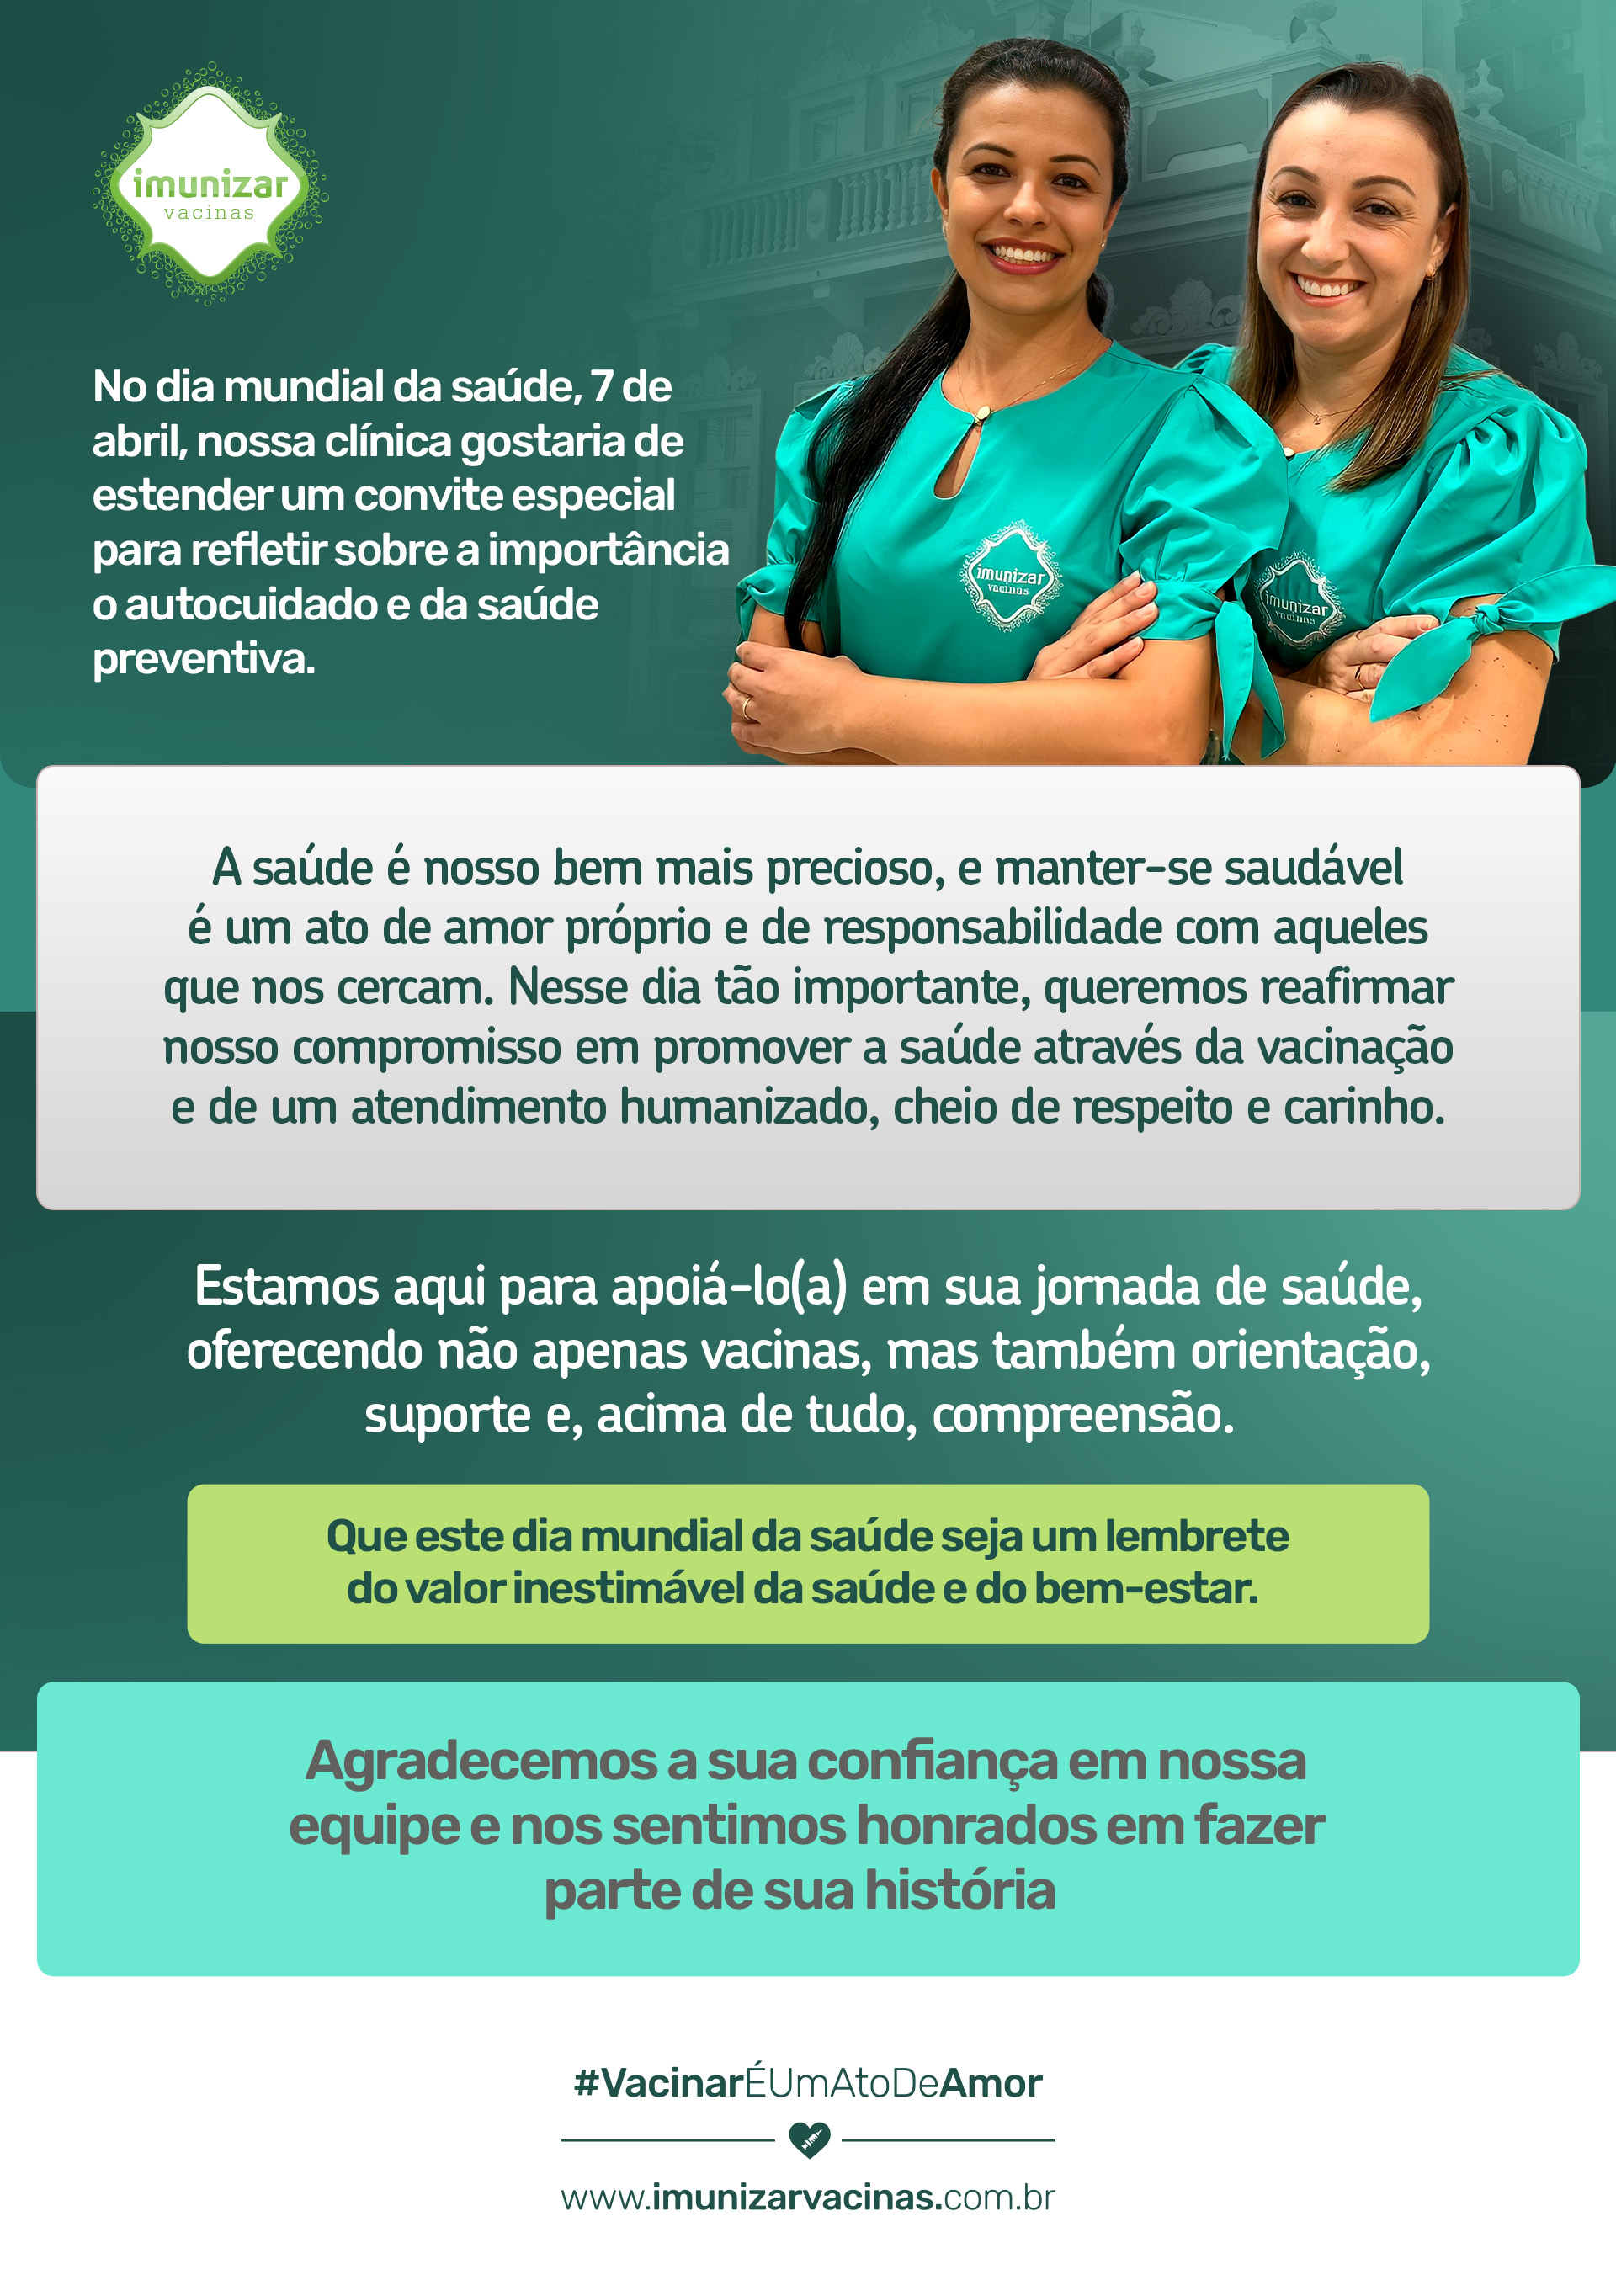 imunizar
vacinas
No dia mundial da saúde, 7 de
abril, nossa clínica gostaria de
estender um convite especial
para refletir sobre a importância
o autocuidado e da saúde
preventiva.
imunizar
vacinas
imunizar
vacinas
A saúde é nosso bem mais precioso, e manter-se saudável
é um ato de amor próprio e de responsabilidade com aqueles
que nos cercam. Nesse dia tão importante, queremos reafirmar
nosso compromisso em promover a saúde através da vacinação
e de um atendimento humanizado, cheio de respeito e carinho.
Estamos aqui para apoiá-lo(a) em sua jornada de saúde,
oferecendo não apenas vacinas, mas também orientação,
suporte e, acima de tudo, compreensão.
Que este dia mundial da saúde seja um lembrete
do valor inestimável da saúde e do bem-estar.
Agradecemos a sua confiança em nossa
equipe e nos sentimos honrados em fazer
parte de sua história
#VacinarÉUmAtoDeAmor
www.imunizarvacinas.com.br